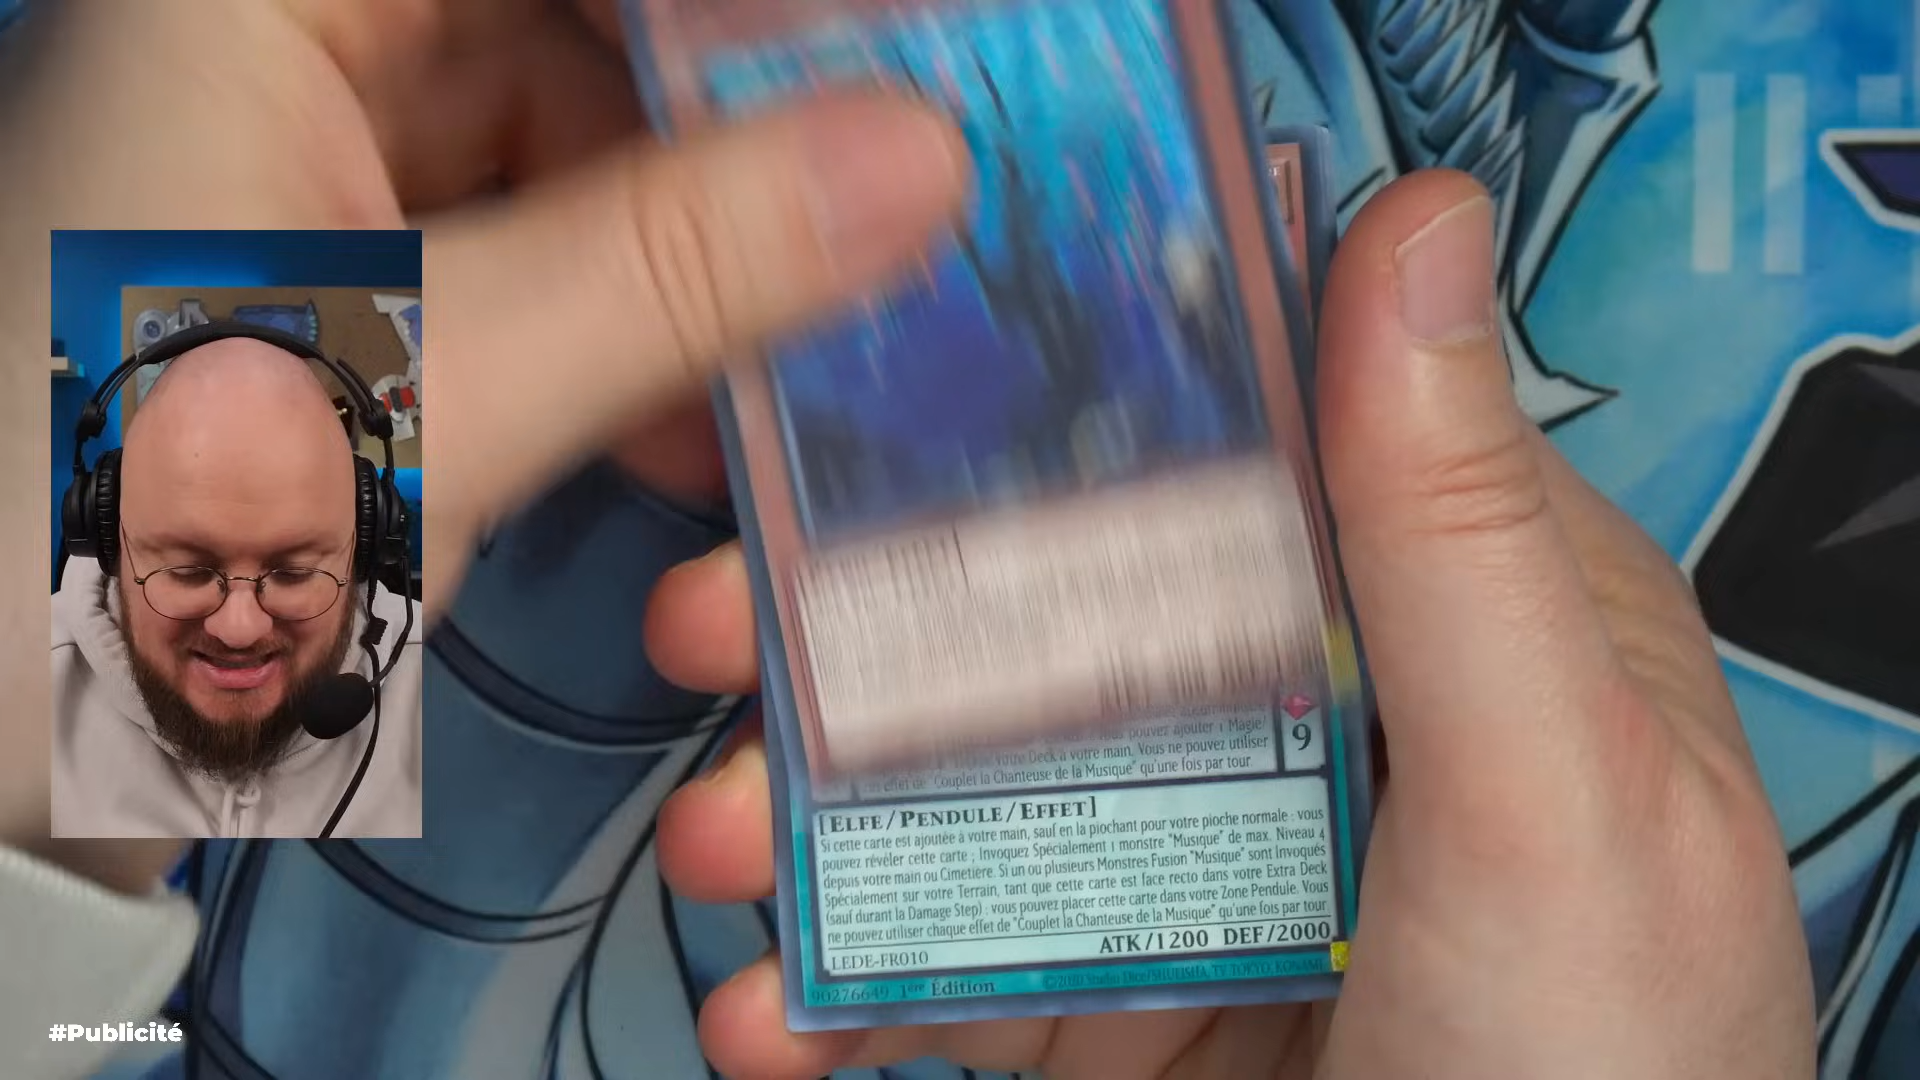 pouvez ajouter 1 Magie/
votre Deck à votre main. Vous ne pouvez utiliser
effet de "Couplet la Chanteuse de la Musique" qu'une fois par tour.
9
[ELFE/PENDULE/EFFET]
Si cette carte est ajoutée à votre main, sauf en la piochant pour votre pioche normale : vous
pouvez révéler cette carte ; Invoquez Spécialement 1 monstre "Musique" de max. Niveau 4
depuis votre main ou Cimetière. Si un ou plusieurs Monstres Fusion "Musique" sont Invoqués
Spécialement sur votre Terrain, tant que cette carte est face recto dans votre Extra Deck
(sauf durant la Damage Step) : vous pouvez placer cette carte dans votre Zone Pendule. Vous
ne pouvez utiliser chaque effet de "Couplet la Chanteuse de la Musique" qu'une fois par tour.
ATK/1200 DEF/2000
LEDE-FR010
90276649 1ère Édition
©2020 Studio Dice/SHUEISHA, TV TOKYO, KONAMI
#Publicité